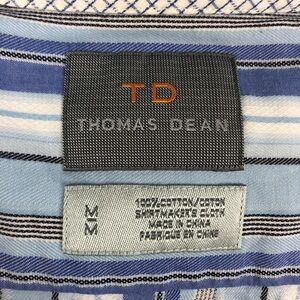 TD
THOMAS DEAN
M
M
100% COTTON/COTON
SHIRTMAKER'S CLOTH
MADE IN CHINA
FABRIQUE EN CHINE